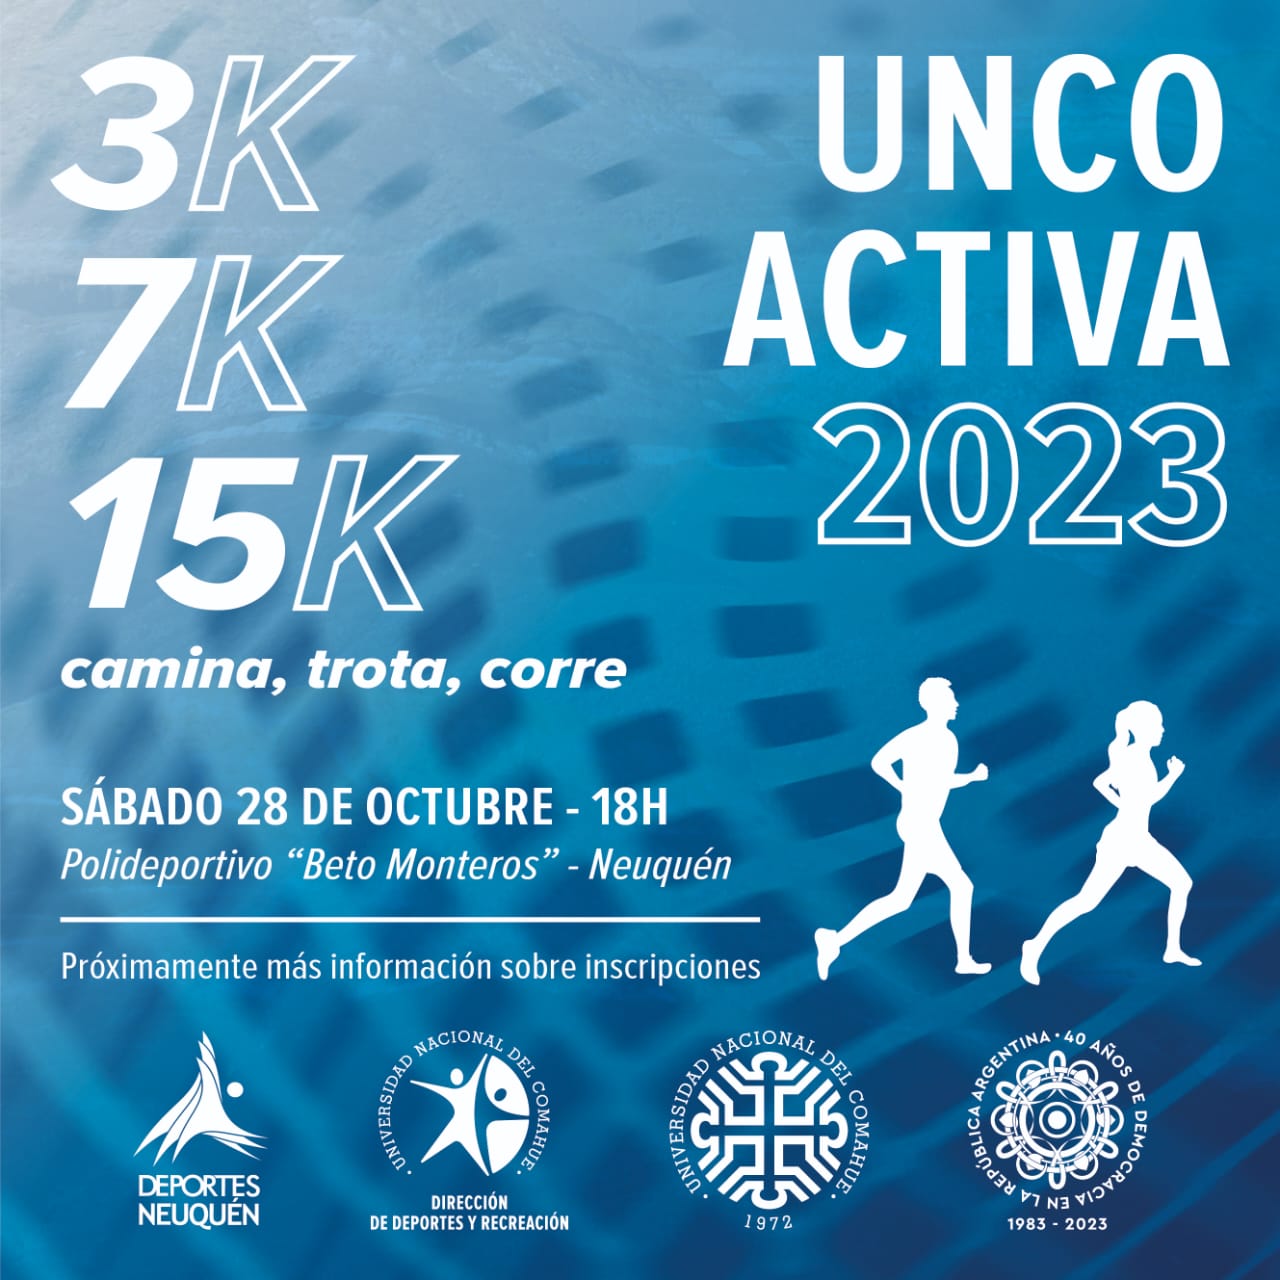 3K
7K
15K
camina, trota, corre
UNCO
ACTIVA
2023
SÁBADO 28 DE OCTUBRE - 18H
Polideportivo “Beto Monteros” - Neuquén
Próximamente más información sobre inscripciones
DEPORTES
NEUQUÉN
· UNIVERSIDAD NACIONAL DEL COMAHUE ·
DIRECCIÓN
DE DEPORTES Y RECREACIÓN
· UNIVERSIDAD NACIONAL DEL COMAHUE ·
1972
40 AÑOS DE DEMOCRACIA EN LA REPÚBLICA ARGENTINA ·
1983 - 2023